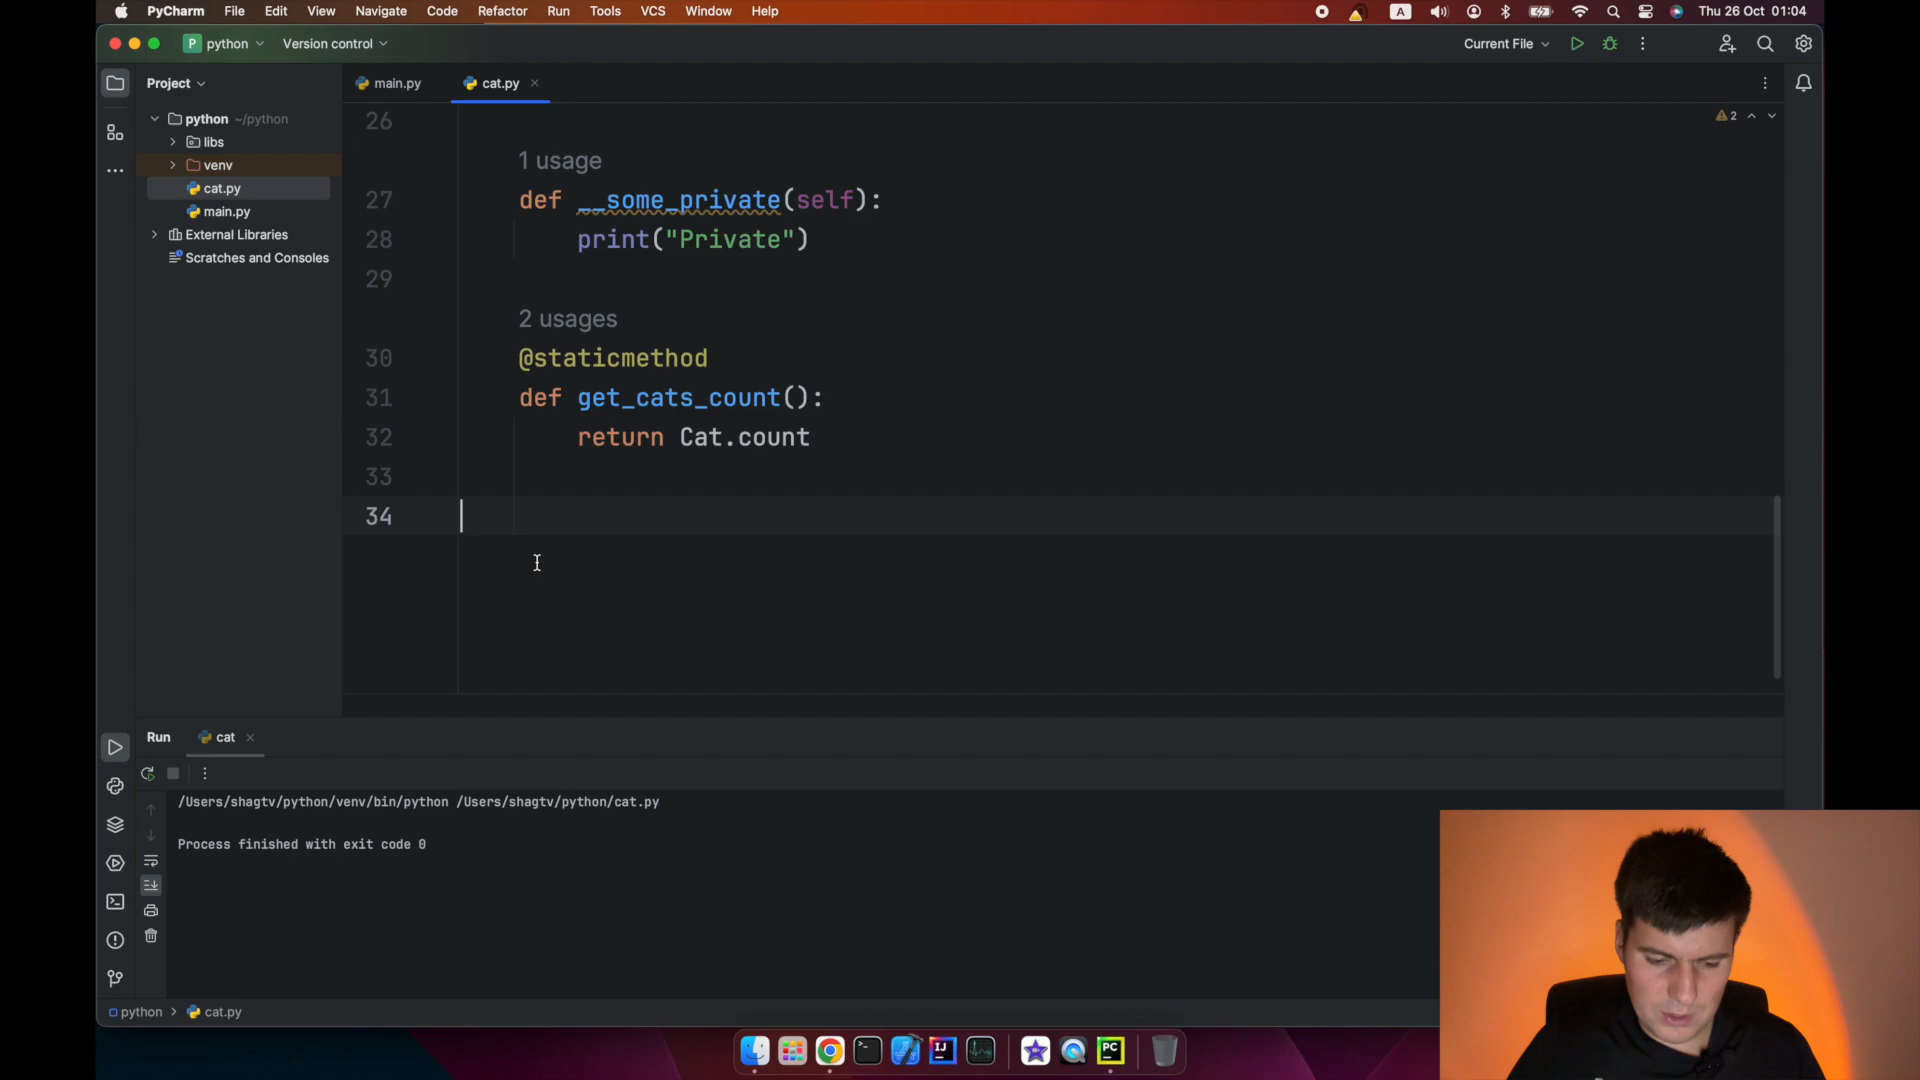 PyCharm File Edit View Navigate Code Refactor Run Tools VCS Window Help A Thu 26 Oct 01:04
P python Version control Current File
Project main.py cat.py
python ~/python
libs
venv
cat.py
main.py
External Libraries
Scratches and Consoles
2
26
1 usage
27 def __some_private(self):
28 print("Private")
29
2 usages
30 @staticmethod
31 def get_cats_count():
32 return Cat.count
33
34
Run cat
/Users/shagtv/python/venv/bin/python /Users/shagtv/python/cat.py
Process finished with exit code 0
python > cat.py
IJ PC